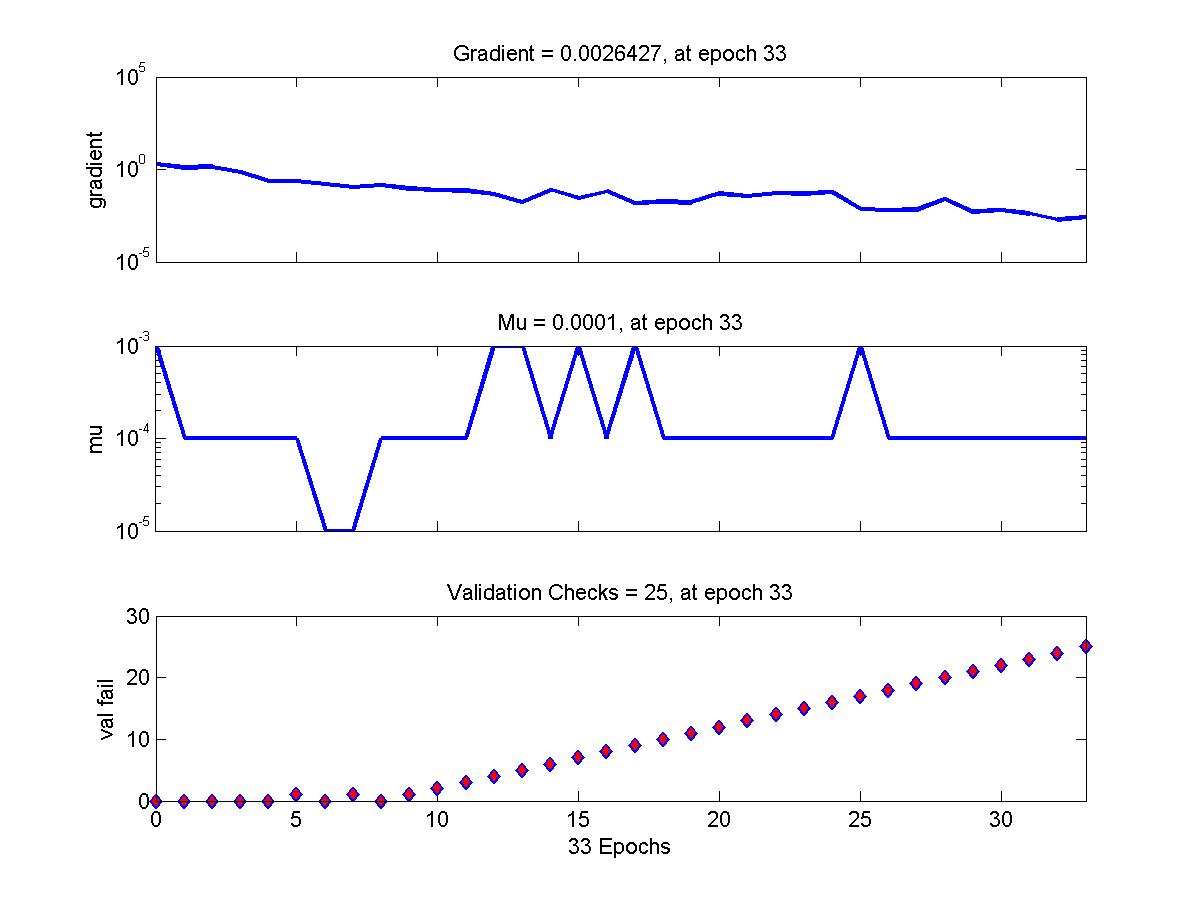 Gradient = 0.0026427, at epoch 33
10^5
10^0
10^-5
gradient
Mu = 0.0001, at epoch 33
10^-3
10^-4
10^-5
mu
Validation Checks = 25, at epoch 33
30
20
10
0
val fail
0 5 10 15 20 25 30
33 Epochs